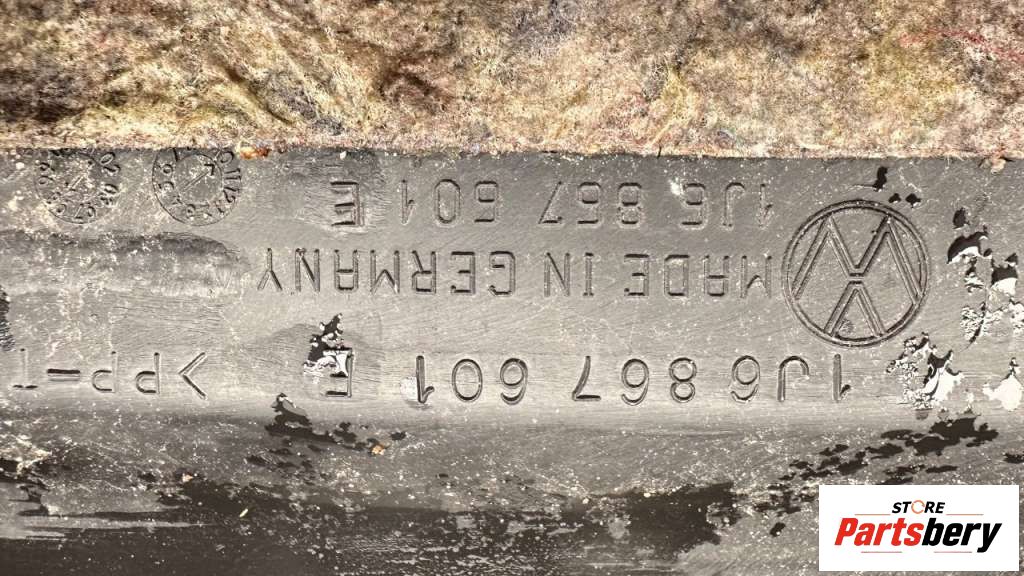 1J6 867 601 >PP-T
MADE IN GERMANY
1J6 867 601 E
STORE
Partsbery